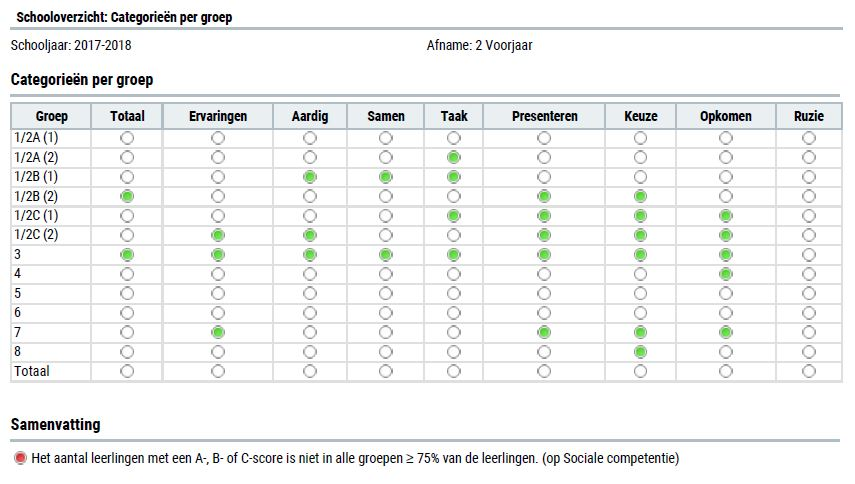 Schooloverzicht: Categorieën per groep
Schooljaar: 2017-2018 Afname: 2 Voorjaar
Categorieën per groep
Groep Totaal Ervaringen Aardig Samen Taak Presenteren Keuze Opkomen Ruzie
1/2A (1)
1/2A (2)
1/2B (1)
1/2B (2)
1/2C (1)
1/2C (2)
3
4
5
6
7
8
Totaal
Samenvatting
Het aantal leerlingen met een A-, B- of C-score is niet in alle groepen ≥ 75% van de leerlingen. (op Sociale competentie)